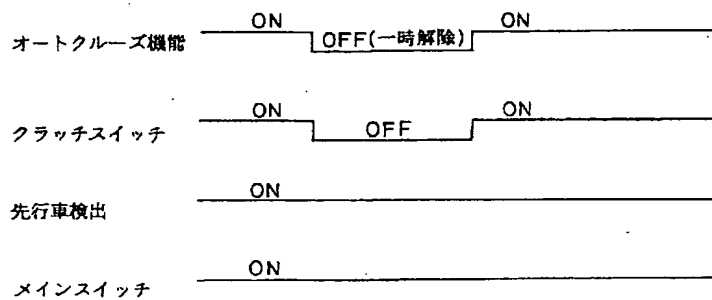 ON ON
オートクルーズ機能 OFF(一時解除)
ON ON
クラッチスイッチ OFF
ON
先行車検出
ON
メインスイッチ